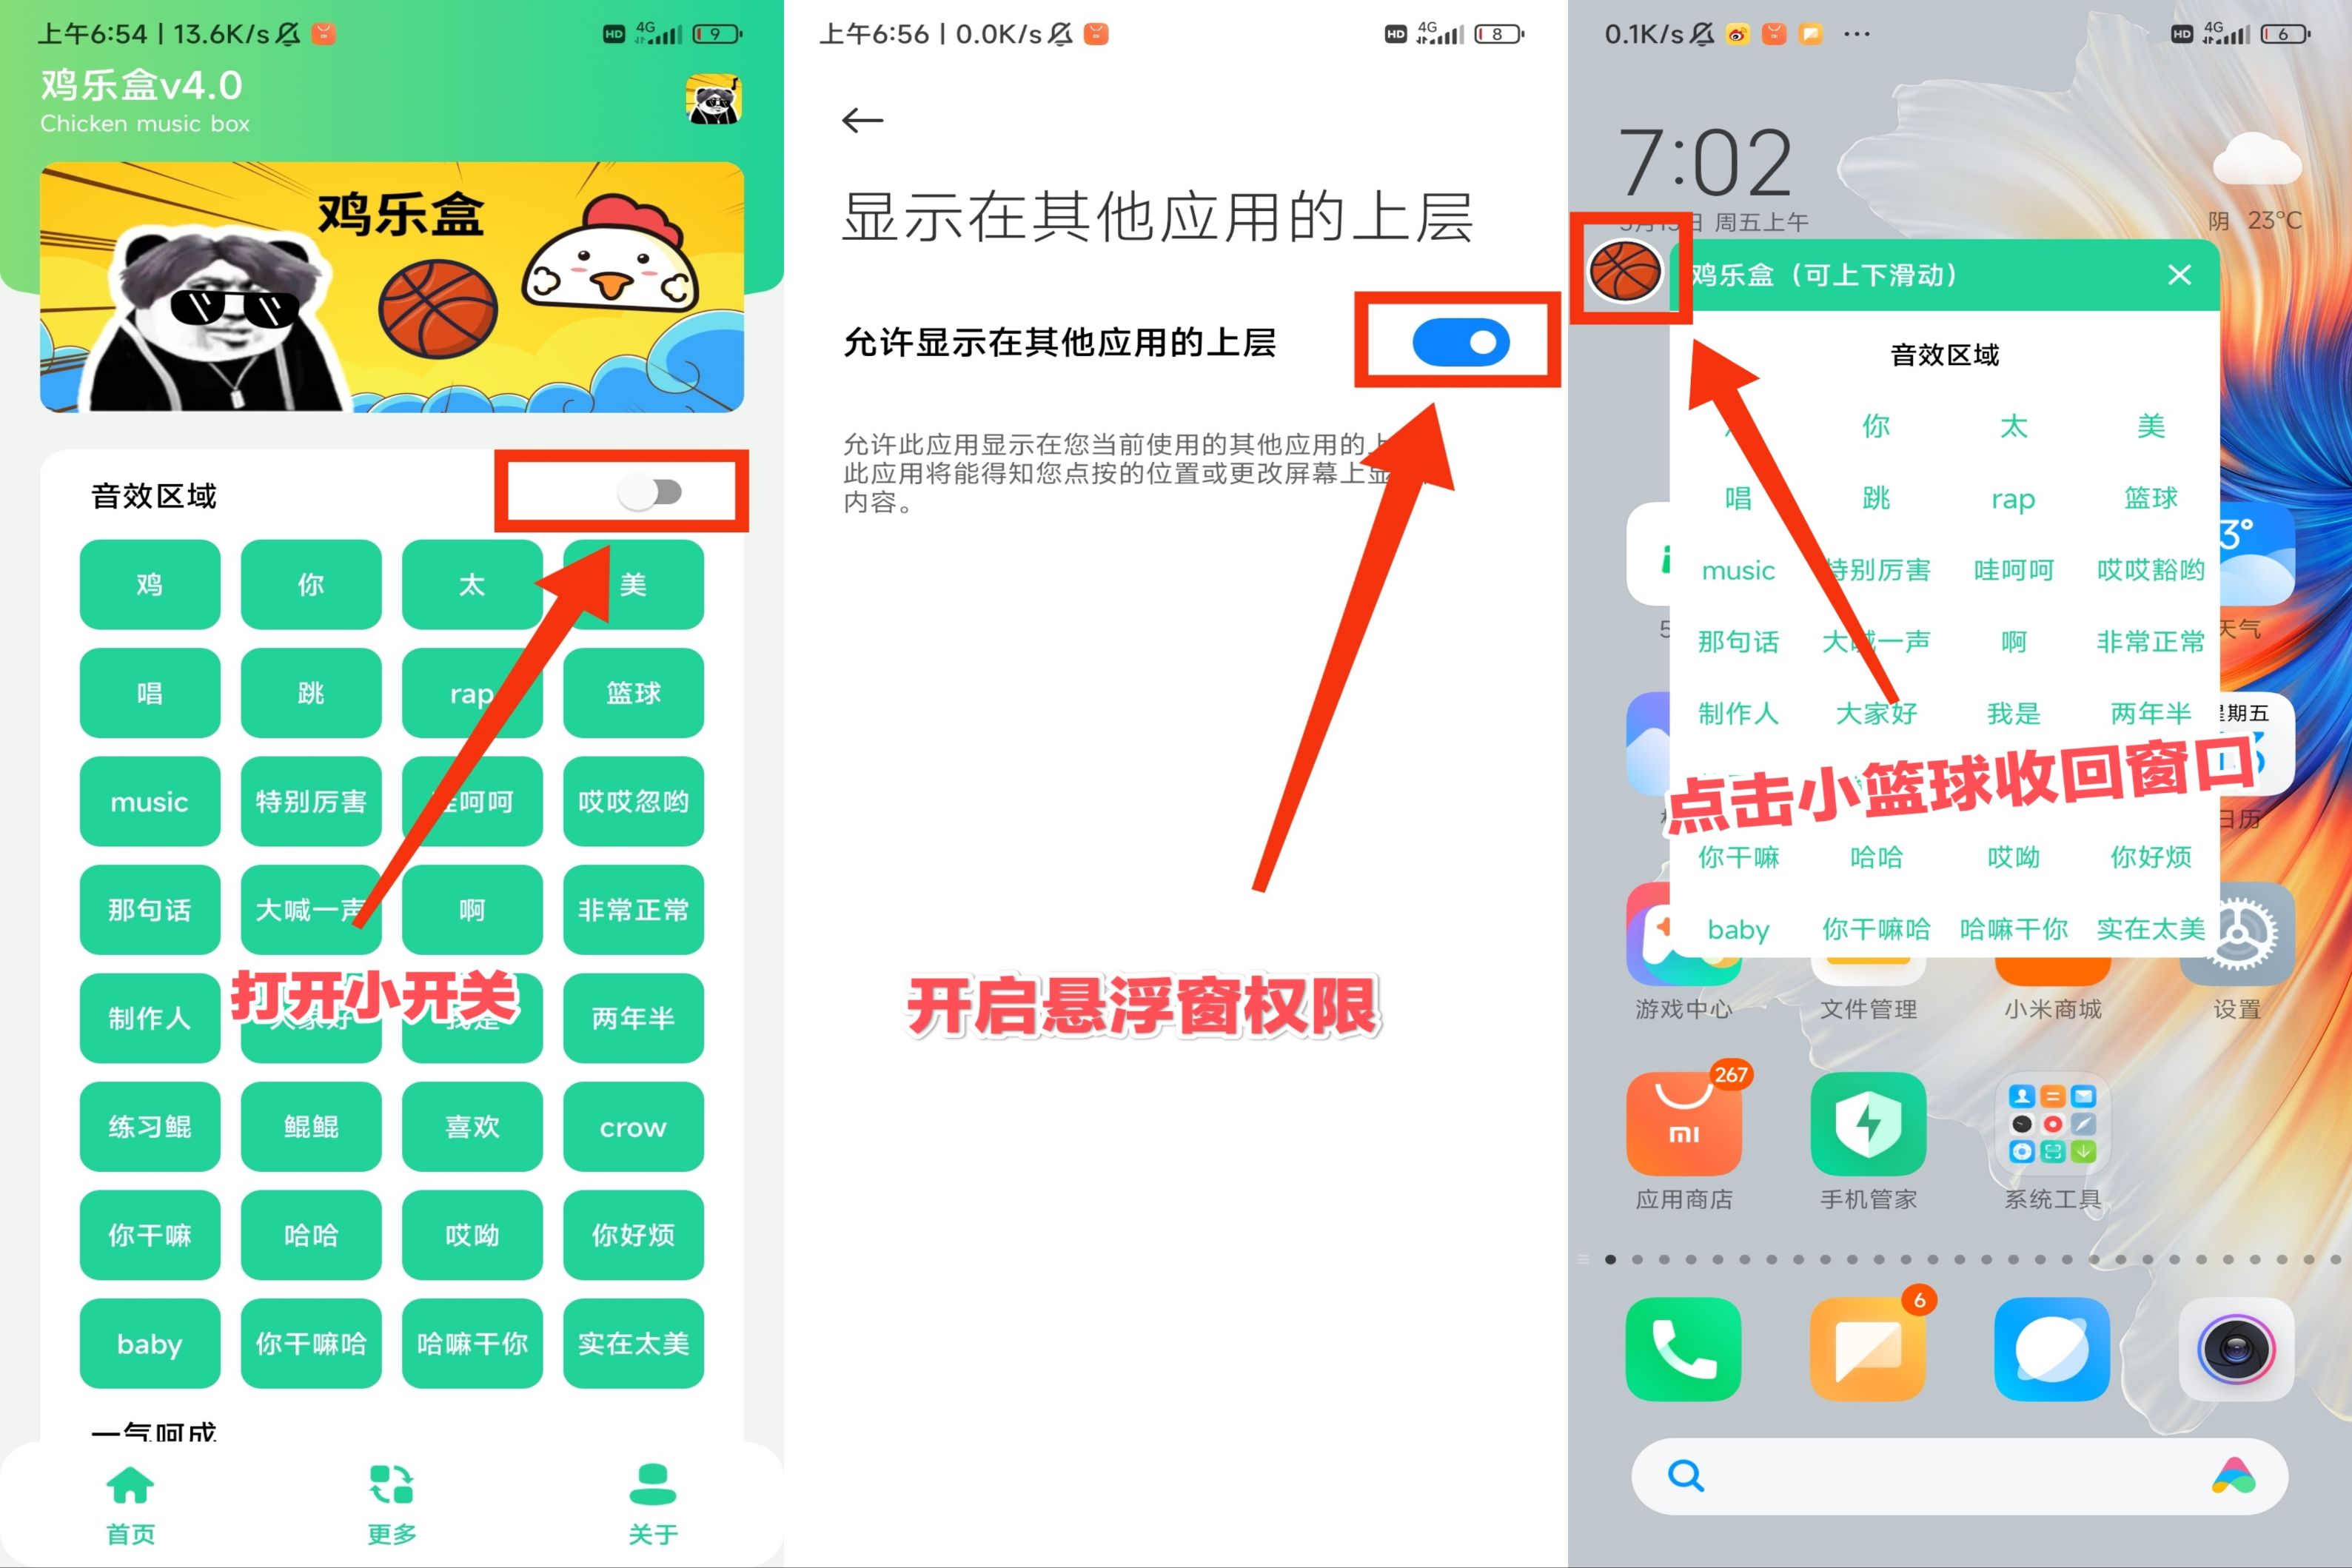 上午6:54 | 13.6K/s
HD 4G 9
鸡乐盒v4.0
Chicken music box
鸡乐盒
音效区域
鸡 你 太 美
唱 跳 rap 篮球
music 特别厉害 哇呵呵 哎哎忽哟
那句话 大喊一声 啊 非常正常
制作人 大家好 我是 两年半
打开小开关
练习鲲 鲲鲲 喜欢 crow
你干嘛 哈哈 哎呦 你好烦
baby 你干嘛哈 哈嘛干你 实在太美
一气呵成
首页 更多 关于
上午6:56 | 0.0K/s
HD 4G 8
显示在其他应用的上层
允许显示在其他应用的上层
允许此应用显示在您当前使用的其他应用的上
此应用将能得知您点按的位置或更改屏幕上显
内容。
开启悬浮窗权限
0.1K/s
HD 4G 6
7:02
周五上午
阴 23°C
鸡乐盒（可上下滑动）
音效区域
你 太 美
唱 跳 rap 篮球
3°
music 特别厉害 哇呵呵 哎哎豁哟
天气
那句话 大喊一声 啊 非常正常
制作人 大家好 我是 两年半
星期五
点击小篮球收回窗口
日历
你干嘛 哈哈 哎呦 你好烦
baby 你干嘛哈 哈嘛干你 实在太美
游戏中心 文件管理 小米商城 设置
267
mi
应用商店 手机管家 系统工具
6